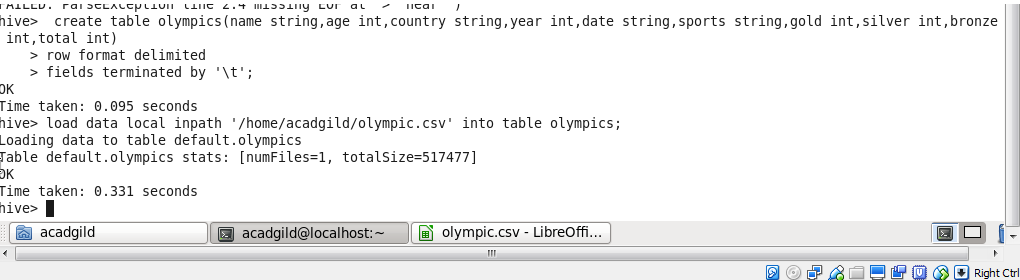 FAILED: ParseException line 2:4 missing EOF at '>' near ')'
hive>  create table olympics(name string,age int,country string,year int,date string,sports string,gold int,silver int,bronze
 int,total int)
    > row format delimited
    > fields terminated by '\t';
OK
Time taken: 0.095 seconds
hive> load data local inpath '/home/acadgild/olympic.csv' into table olympics;
Loading data to table default.olympics
Table default.olympics stats: [numFiles=1, totalSize=517477]
OK
Time taken: 0.331 seconds
hive>
acadgild
acadgild@localhost:~
olympic.csv - LibreOffi...
Right Ctrl